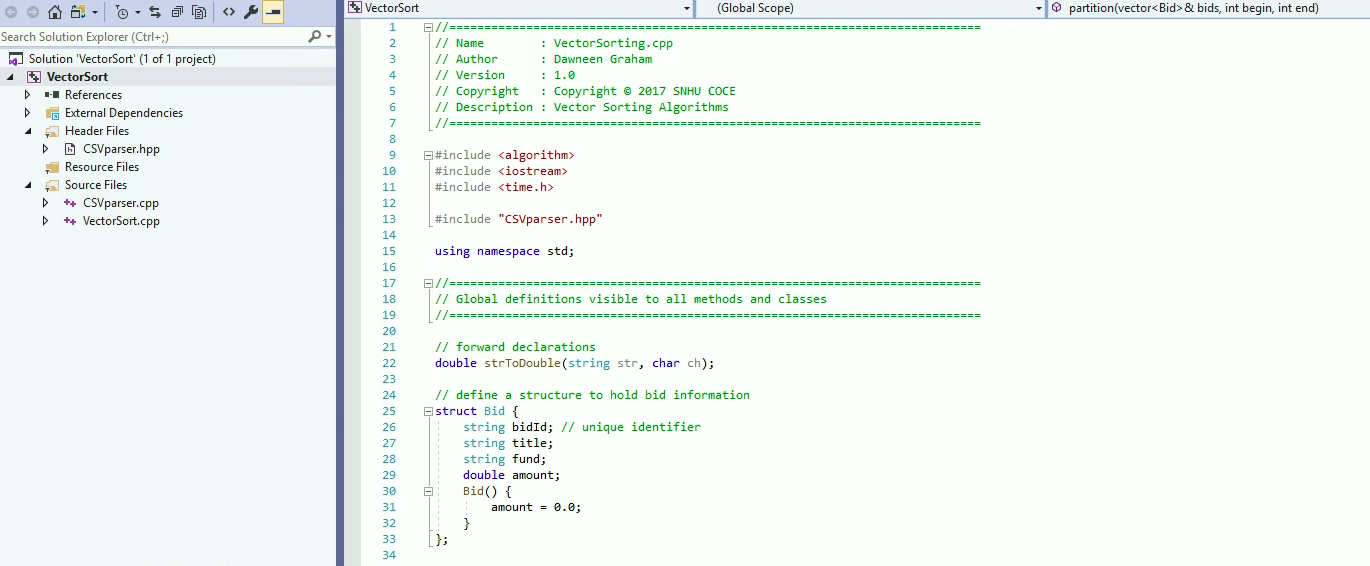 VectorSort
(Global Scope)
partition(vector<Bid>& bids, int begin, int end)
Search Solution Explorer (Ctrl+;)
Solution 'VectorSort' (1 of 1 project)
VectorSort
References
External Dependencies
Header Files
CSVparser.hpp
Resource Files
Source Files
CSVparser.cpp
VectorSort.cpp
1 //============================================================================
2 // Name        : VectorSorting.cpp
3 // Author      : Dawneen Graham
4 // Version     : 1.0
5 // Copyright   : Copyright © 2017 SNHU COCE
6 // Description : Vector Sorting Algorithms
7 //============================================================================
8
9 #include <algorithm>
10 #include <iostream>
11 #include <time.h>
12
13 #include "CSVparser.hpp"
14
15 using namespace std;
16
17 //============================================================================
18 // Global definitions visible to all methods and classes
19 //============================================================================
20
21 // forward declarations
22 double strToDouble(string str, char ch);
23
24 // define a structure to hold bid information
25 struct Bid {
26     string bidId; // unique identifier
27     string title;
28     string fund;
29     double amount;
30     Bid() {
31         amount = 0.0;
32     }
33 };
34